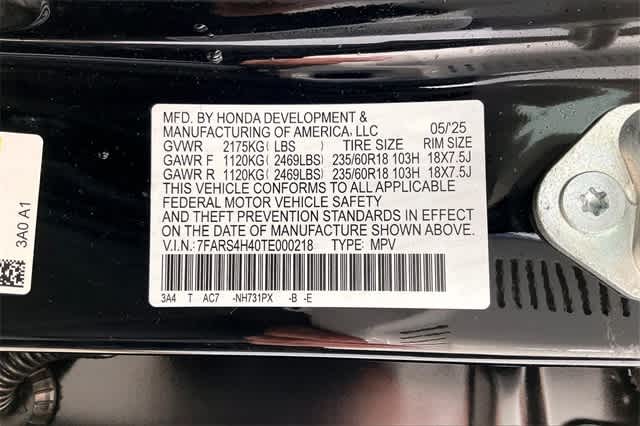 MFD. BY HONDA DEVELOPMENT &
MANUFACTURING OF AMERICA, LLC 05/'25
GVWR 2175KG( LBS ) TIRE SIZE RIM SIZE
GAWR F 1120KG( 2469LBS) 235/60R18 103H 18X7.5J
GAWR R 1120KG( 2469LBS) 235/60R18 103H 18X7.5J
THIS VEHICLE CONFORMS TO ALL APPLICABLE
FEDERAL MOTOR VEHICLE SAFETY
AND THEFT PREVENTION STANDARDS IN EFFECT
ON THE DATE OF MANUFACTURE SHOWN ABOVE.
V.I.N.: 7FARS4H40TE000218 TYPE: MPV
3A4 T AC7 -NH731PX -B -E
3A0 A1